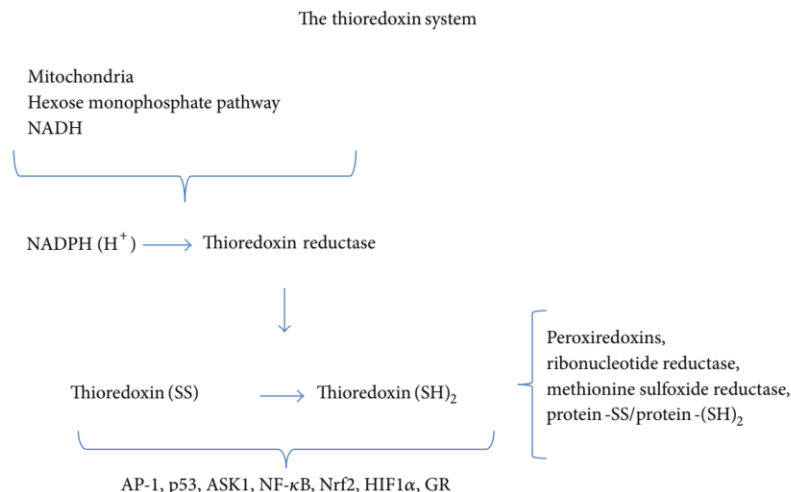 The thioredoxin system
Mitochondria
Hexose monophosphate pathway
NADH
NADPH (H⁺) → Thioredoxin reductase
Thioredoxin (SS) → Thioredoxin (SH)₂
Peroxiredoxins,
ribonucleotide reductase,
methionine sulfoxide reductase,
protein-SS/protein-(SH)₂
AP-1, p53, ASK1, NF-κB, Nrf2, HIF1α, GR